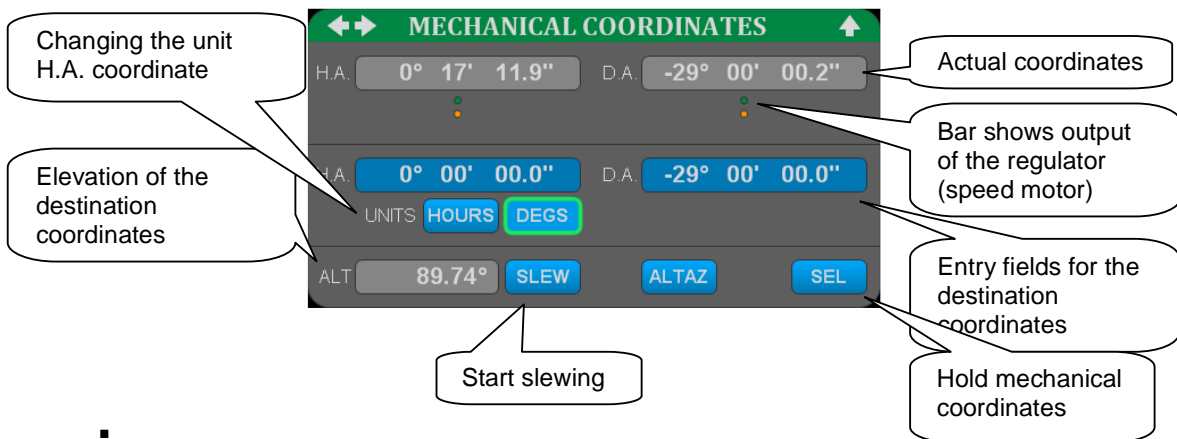 Changing the unit
H.A. coordinate
MECHANICAL COORDINATES
H.A. 0° 17' 11.9" D.A. -29° 00' 00.2"
Actual coordinates
Bar shows output
of the regulator
(speed motor)
Elevation of the
destination
coordinates
H.A. 0° 00' 00.0" D.A. -29° 00' 00.0"
UNITS HOURS DEGS
ALT 89.74° SLEW ALTAZ SEL
Entry fields for the
destination
coordinates
Start slewing
Hold mechanical
coordinates